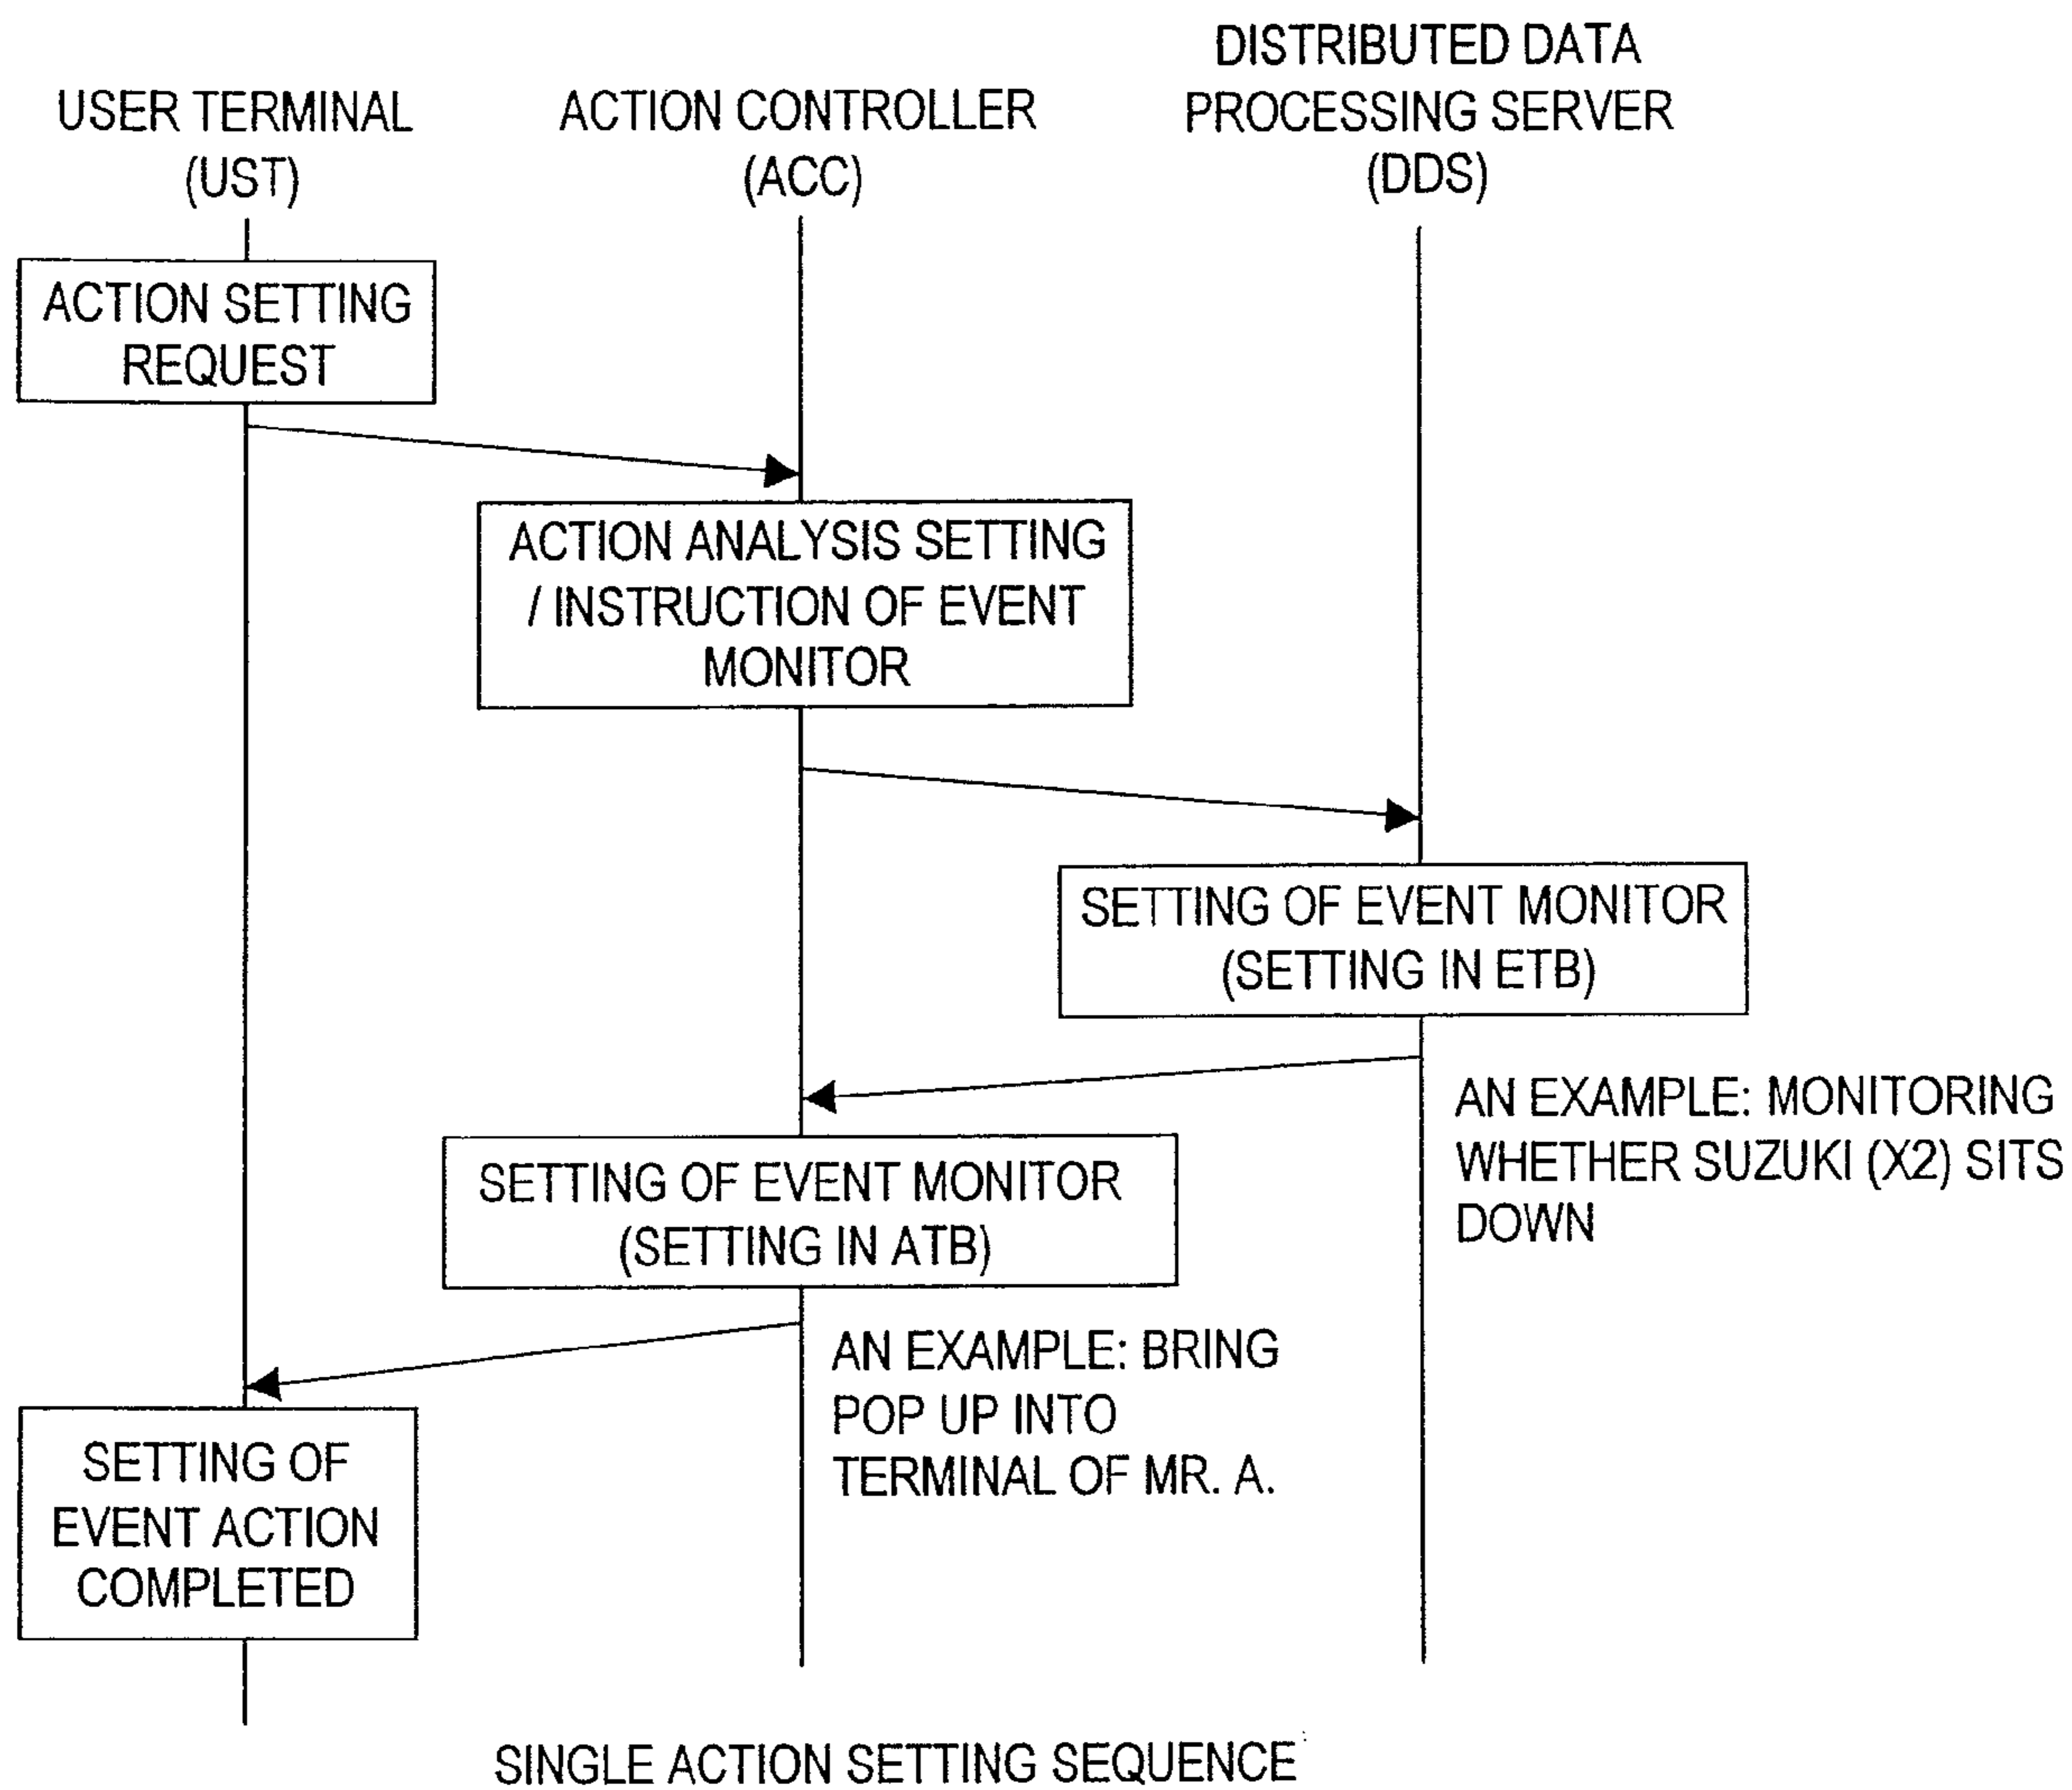 USER TERMINAL
(UST)
ACTION CONTROLLER
(ACC)
DISTRIBUTED DATA
PROCESSING SERVER
(DDS)
ACTION SETTING
REQUEST
ACTION ANALYSIS SETTING
/ INSTRUCTION OF EVENT
MONITOR
SETTING OF EVENT MONITOR
(SETTING IN ETB)
AN EXAMPLE: MONITORING
WHETHER SUZUKI (X2) SITS
DOWN
SETTING OF EVENT MONITOR
(SETTING IN ATB)
AN EXAMPLE: BRING
POP UP INTO
TERMINAL OF MR. A.
SETTING OF
EVENT ACTION
COMPLETED
SINGLE ACTION SETTING SEQUENCE